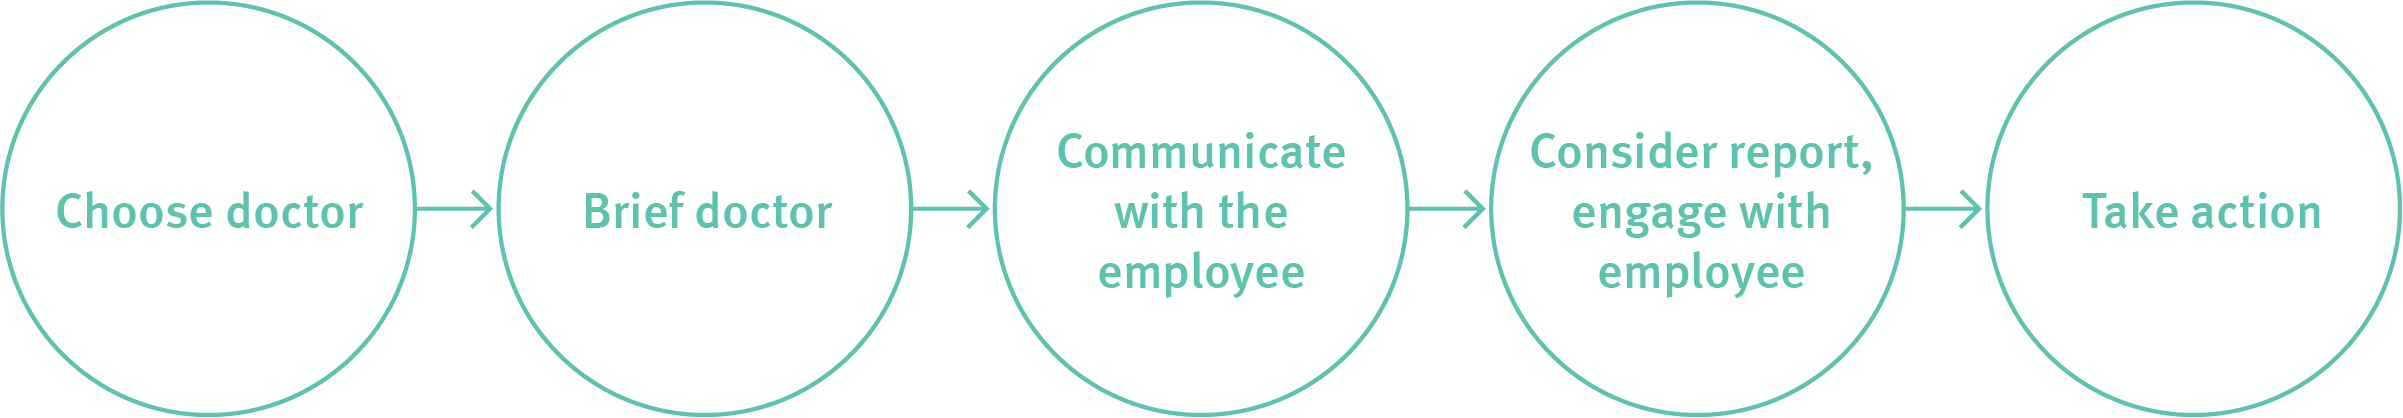 Choose doctor
Brief doctor
Communicate
with the
employee
Consider report,
engage with
employee
Take action